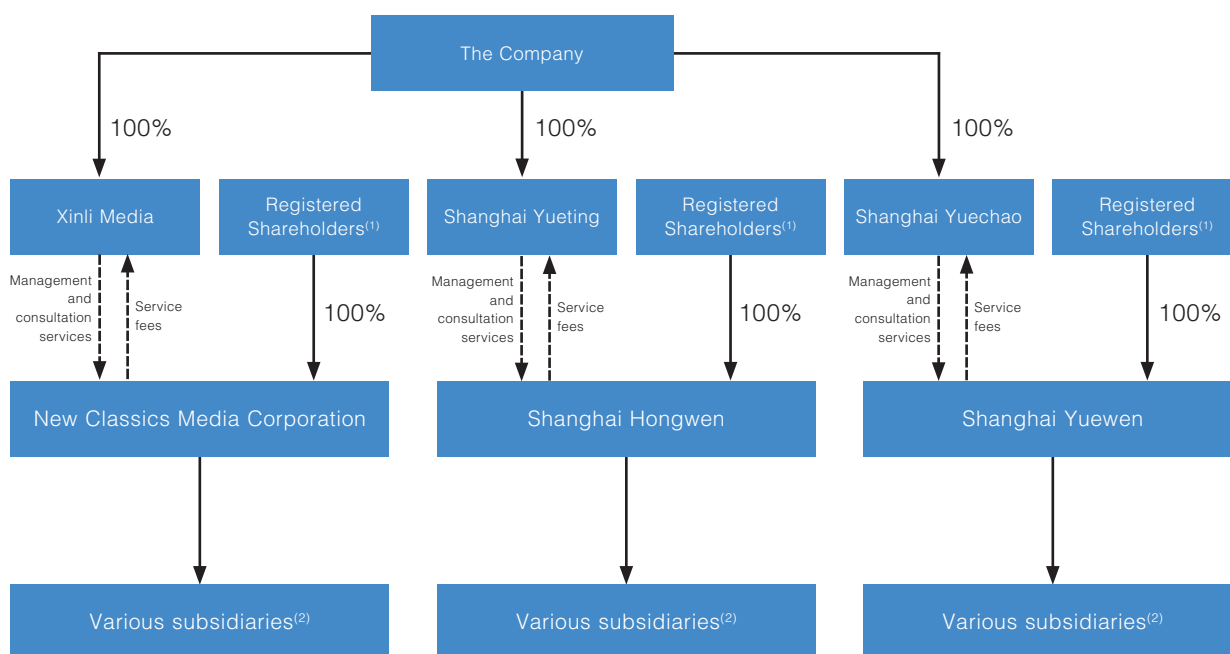 The Company
100%
100%
100%
Xinli Media
Registered
Shareholders(1)
Shanghai Yueting
Registered
Shareholders(1)
Shanghai Yuechao
Registered
Shareholders(1)
Management
and
consultation
services
Service
fees
100%
Management
and
consultation
services
Service
fees
100%
Management
and
consultation
services
Service
fees
100%
New Classics Media Corporation
Shanghai Hongwen
Shanghai Yuewen
Various subsidiaries(2)
Various subsidiaries(2)
Various subsidiaries(2)